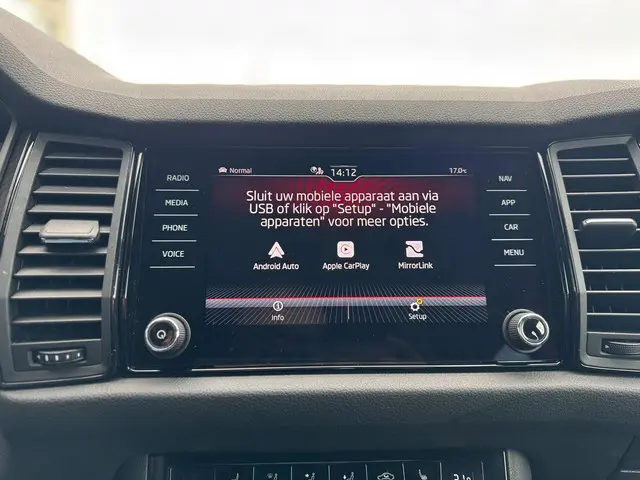 Normal 14:12 17.0°C
RADIO
MEDIA
PHONE
VOICE
Sluit uw mobiele apparaat aan via
USB of klik op "Setup" - "Mobiele
apparaten" voor meer opties.
Android Auto Apple CarPlay MirrorLink
Info Setup
NAV
APP
CAR
MENU